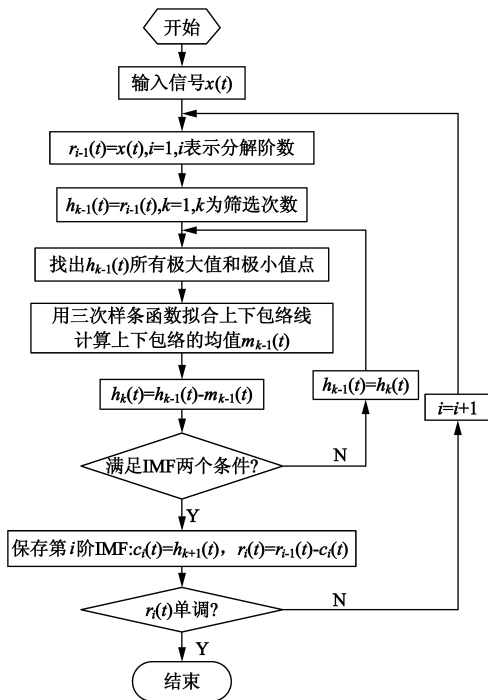 开始
输入信号x(t)
r_{i-1}(t)=x(t),i=1,i表示分解阶数
h_{k-1}(t)=r_{i-1}(t),k=1,k为筛选次数
找出h_{k-1}(t)所有极大值和极小值点
用三次样条函数拟合上下包络线
计算上下包络的均值m_{k-1}(t)
h_k(t)=h_{k-1}(t)-m_{k-1}(t)
h_{k-1}(t)=h_k(t)
i=i+1
满足IMF两个条件?
N
Y
保存第i阶IMF:c_i(t)=h_{k+1}(t)，r_i(t)=r_{i-1}(t)-c_i(t)
r_i(t)单调?
N
Y
结束